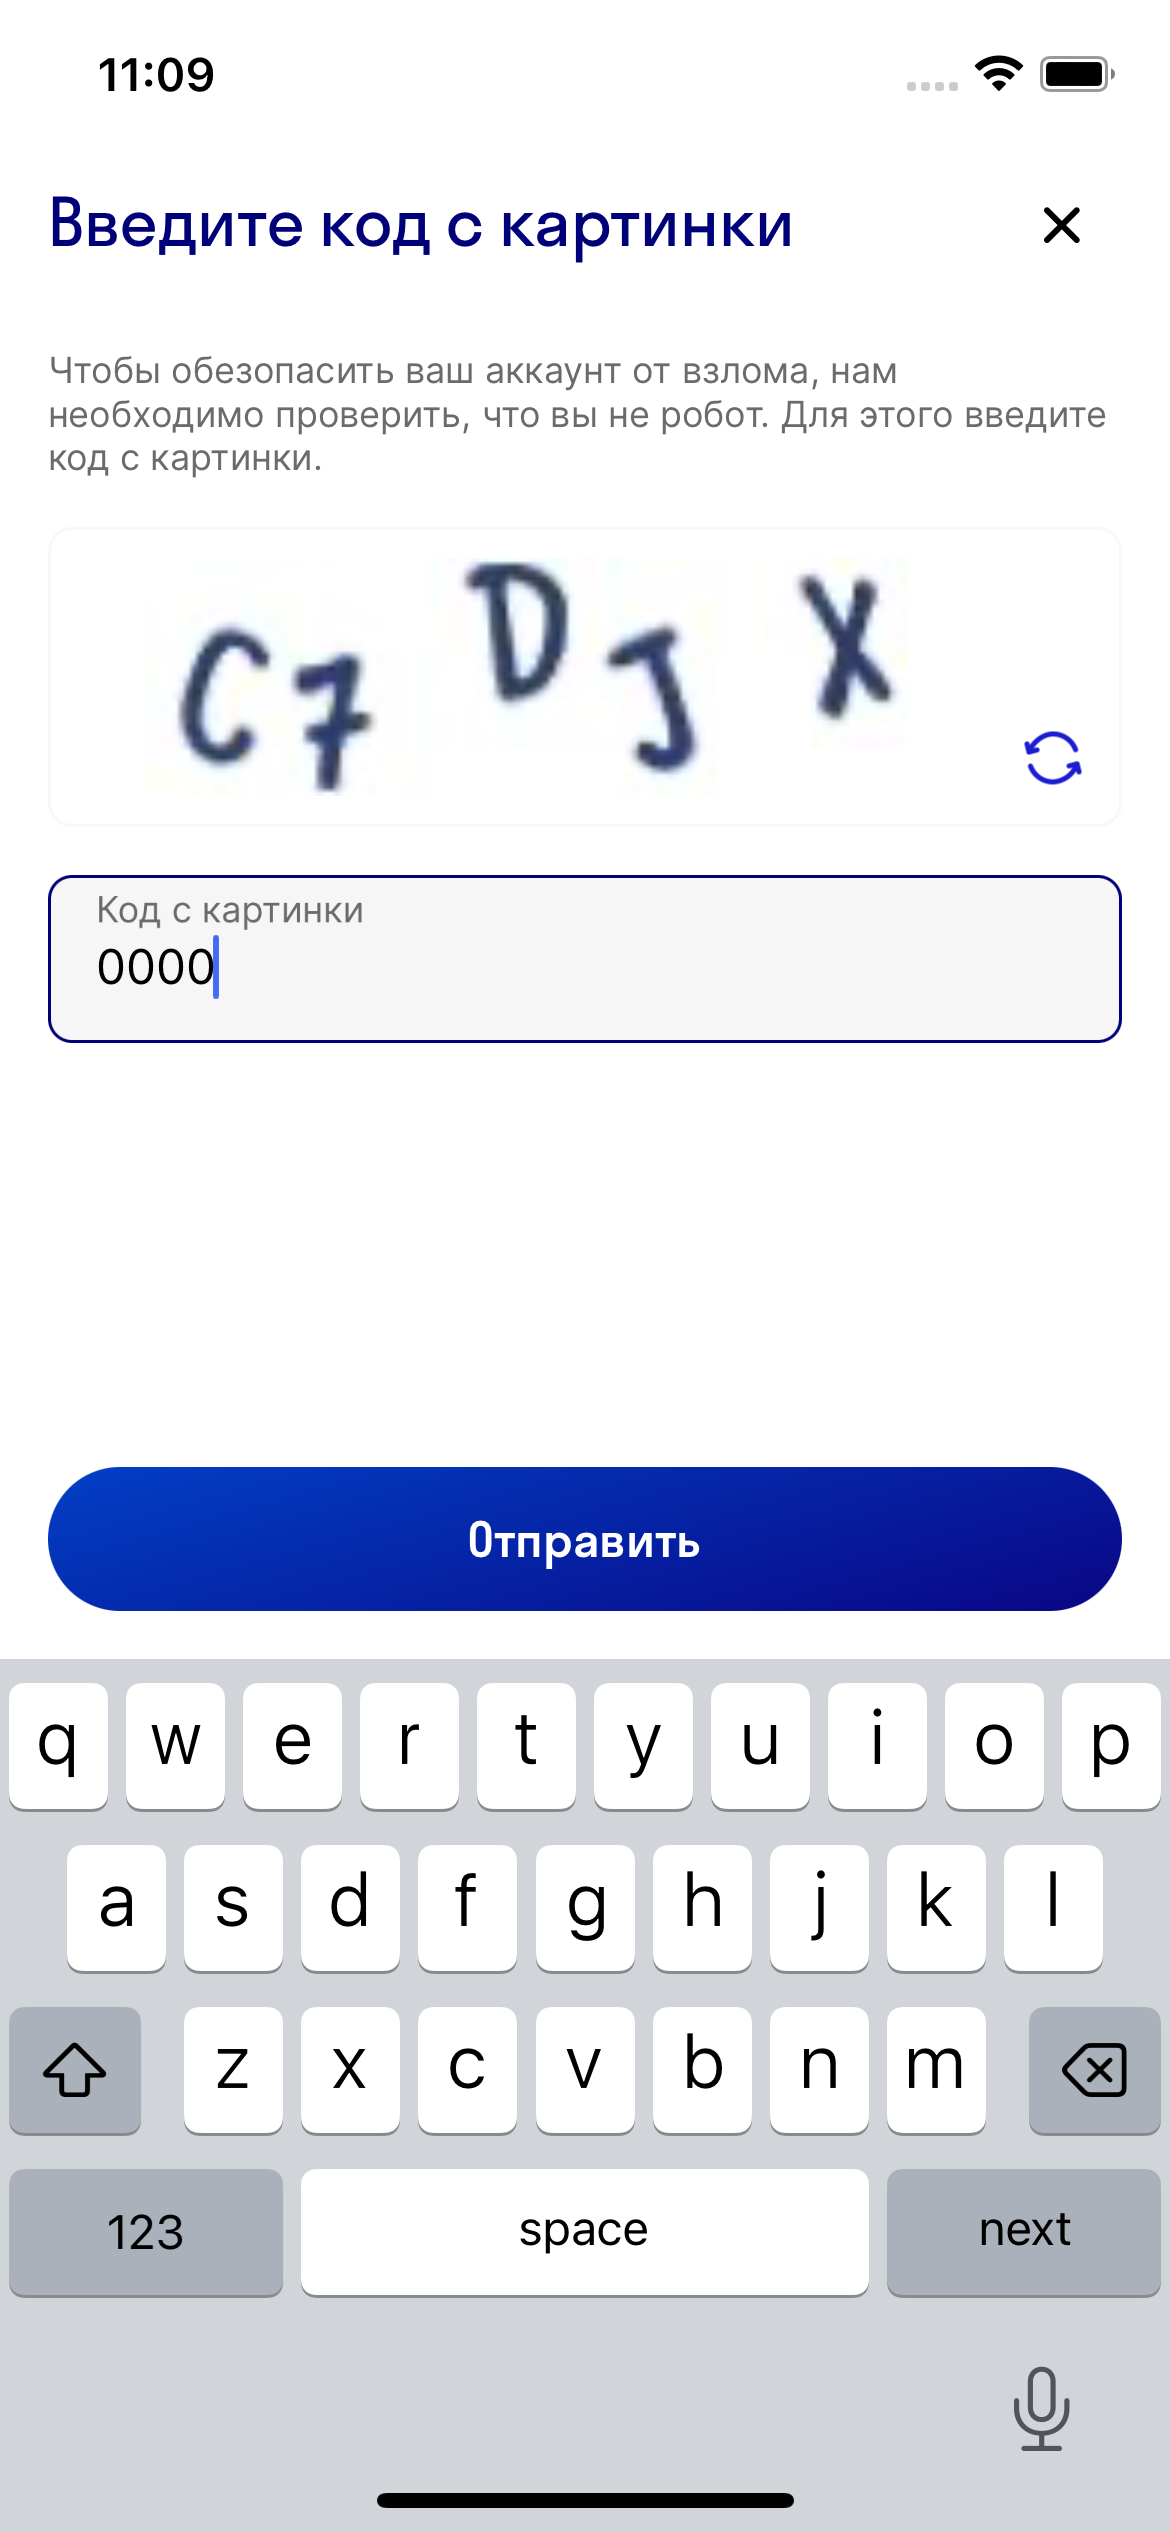 11:09
Введите код с картинки
Чтобы обезопасить ваш аккаунт от взлома, нам
необходимо проверить, что вы не робот. Для этого введите
код с картинки.
C7DJX
Код с картинки
0000
Отправить
q w e r t y u i o p
a s d f g h j k l
z x c v b n m
123 space next